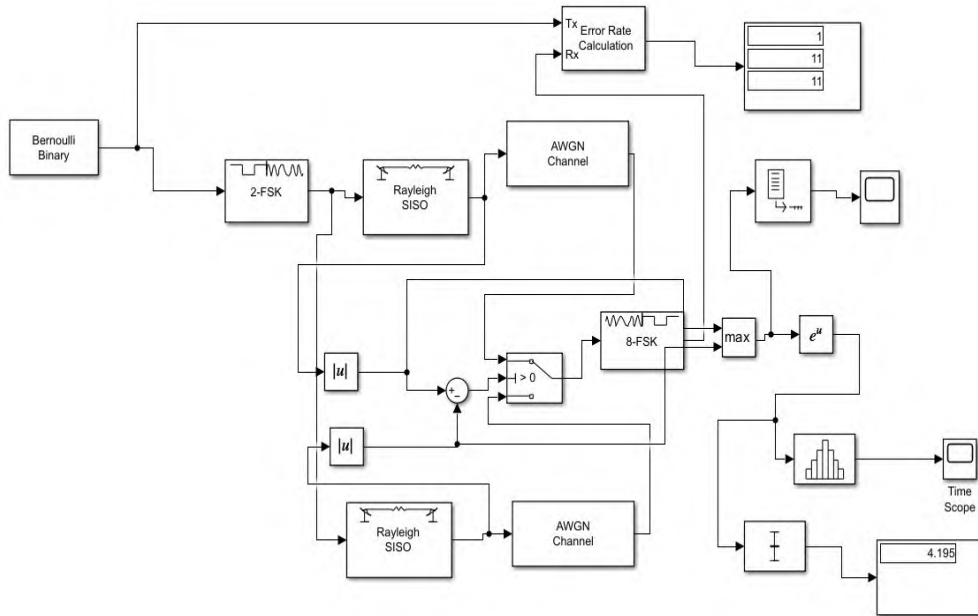 Tx
Rx
Error Rate
Calculation
1
11
11
Bernoulli
Binary
2-FSK
Rayleigh
SISO
AWGN
Channel
8-FSK
max
e^u
|u|
+
−
> 0
|u|
Rayleigh
SISO
AWGN
Channel
Time
Scope
4.195